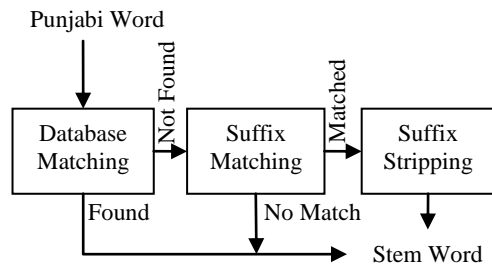 Punjabi Word
Not Found
Matched
Database
Matching
Suffix
Matching
Suffix
Stripping
Found
No Match
Stem Word